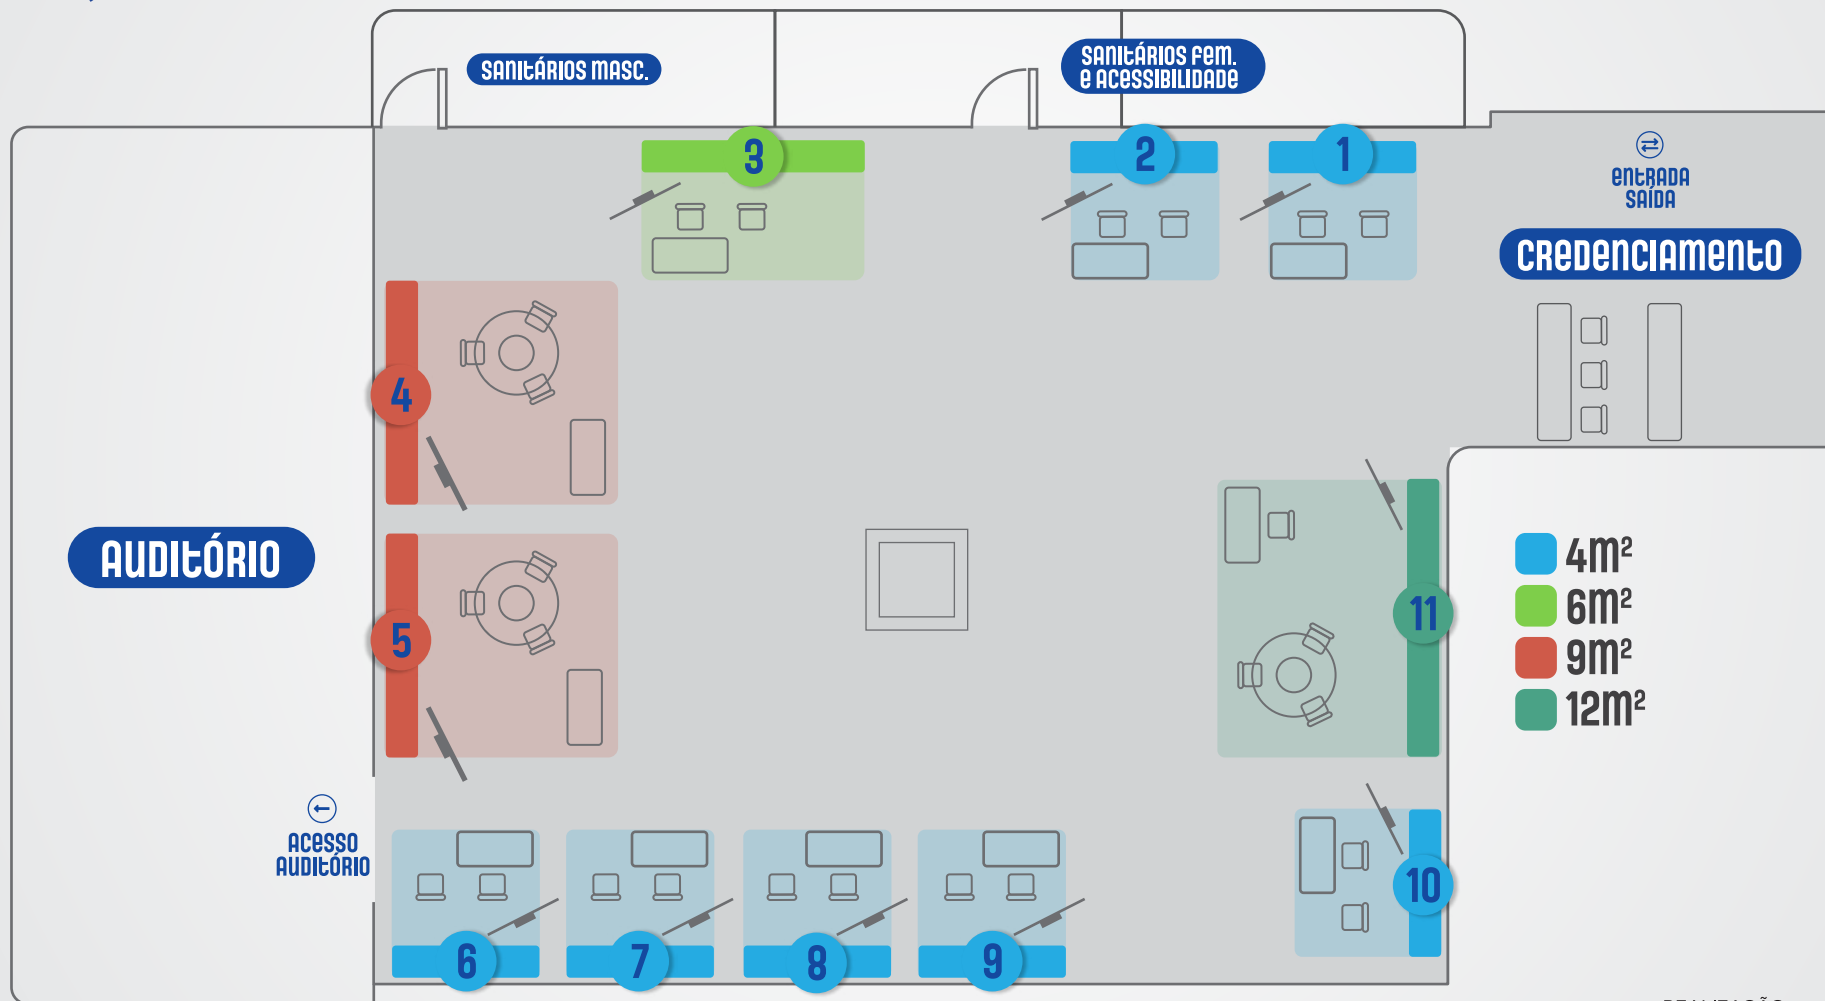 SANITÁRIOS MASC.
SANITÁRIOS FEM.
E ACESSIBILIDADE
3
2
1
ENTRADA
SAÍDA
CREDENCIAMENTO
4
AUDITÓRIO
5
11
4M²
6M²
9M²
12M²
ACESSO
AUDITÓRIO
6
7
8
9
10